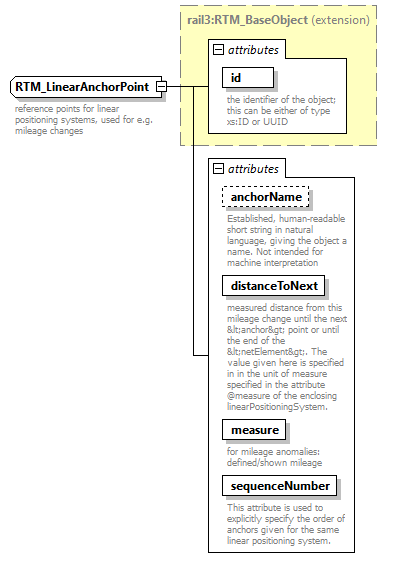 rail3:RTM_BaseObject (extension)
attributes
RTM_LinearAnchorPoint
reference points for linear
positioning systems, used for e.g.
mileage changes
id
the identifier of the object;
this can be either of type
xs:ID or UUID
attributes
anchorName
Established, human-readable
short string in natural
language, giving the object a
name. Not intended for
machine interpretation
distanceToNext
measured distance from this
mileage change until the next
&lt;anchor&gt; point or until
the end of the
&lt;netElement&gt;. The
value given here is specified
in in the unit of measure
specified in the attribute
@measure of the enclosing
linearPositioningSystem.
measure
for mileage anomalies:
defined/shown mileage
sequenceNumber
This attribute is used to
explicitly specify the order of
anchors given for the same
linear positioning system.